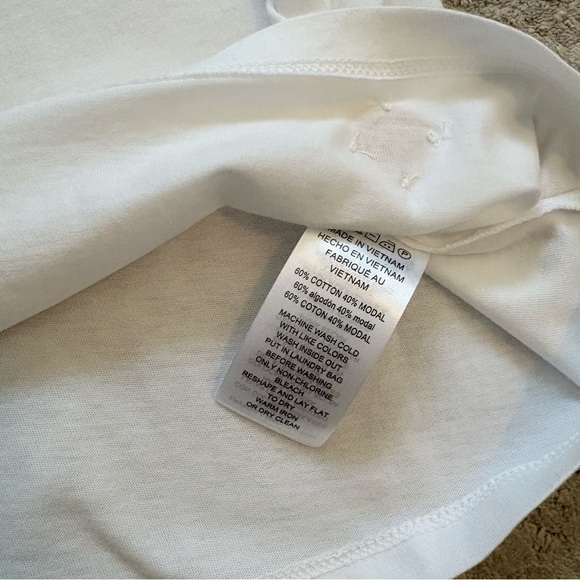 MADE IN VIETNAM
HECHO EN VIETNAM
FABRIQUÉ AU
VIETNAM
60% COTTON 40% MODAL
60% algodón 40% modal
60% COTON 40% MODAL
MACHINE WASH COLD
WITH LIKE COLORS
WASH INSIDE OUT
PUT IN LAUNDRY BAG
BEFORE WASHING
ONLY NON-CHLORINE
BLEACH
RESHAPE AND LAY FLAT
TO DRY
WARM IRON
OR DRY CLEAN